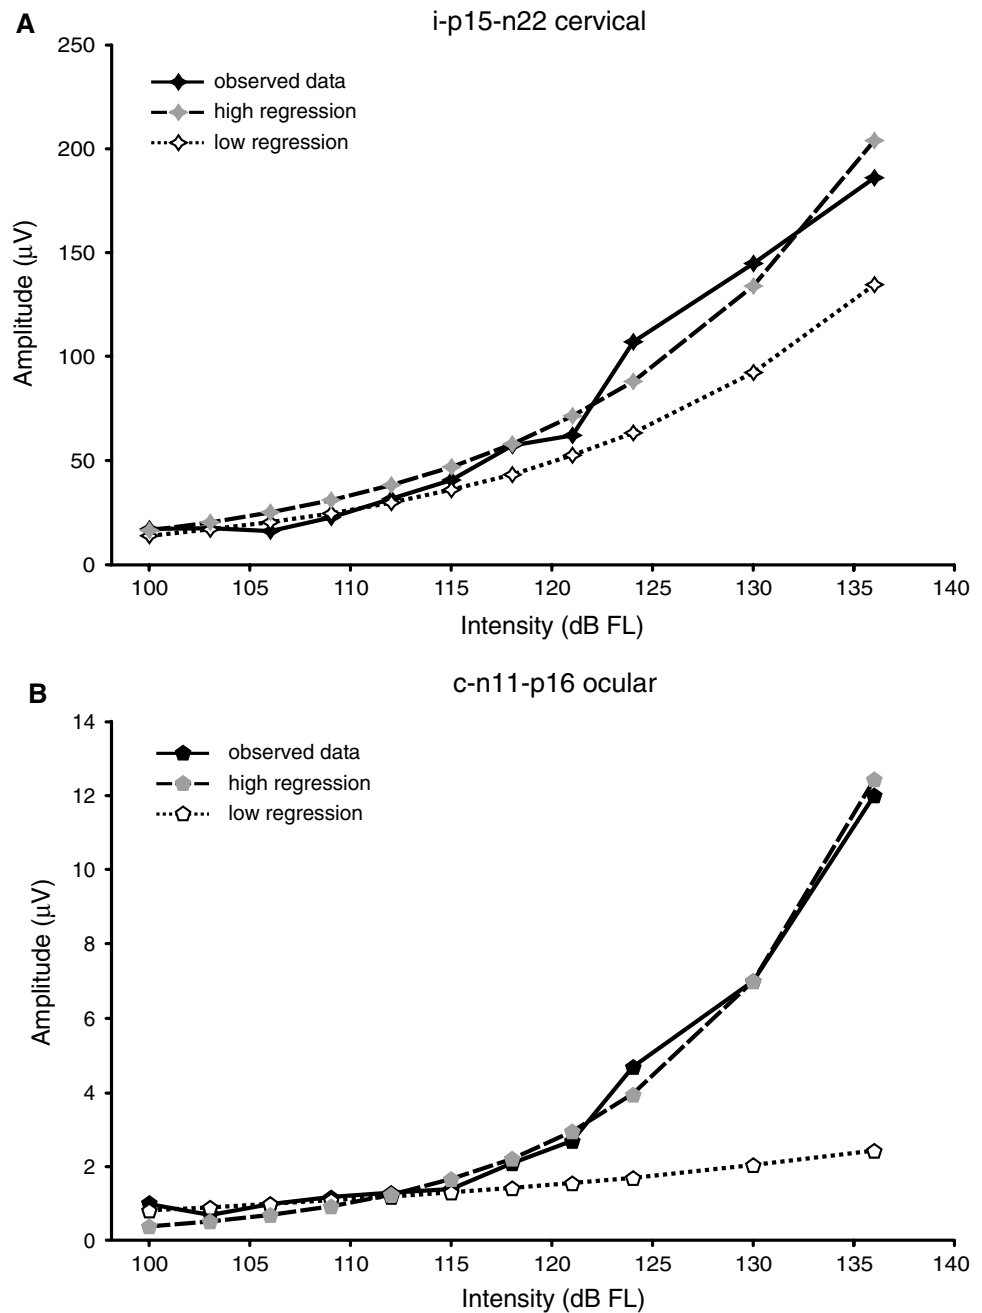 A
i-p15-n22 cervical
250
200
150
100
50
0
Amplitude (μV)
observed data
high regression
low regression
100 105 110 115 120 125 130 135 140
Intensity (dB FL)
B
c-n11-p16 ocular
14
12
10
8
6
4
2
0
Amplitude (μV)
observed data
high regression
low regression
100 105 110 115 120 125 130 135 140
Intensity (dB FL)